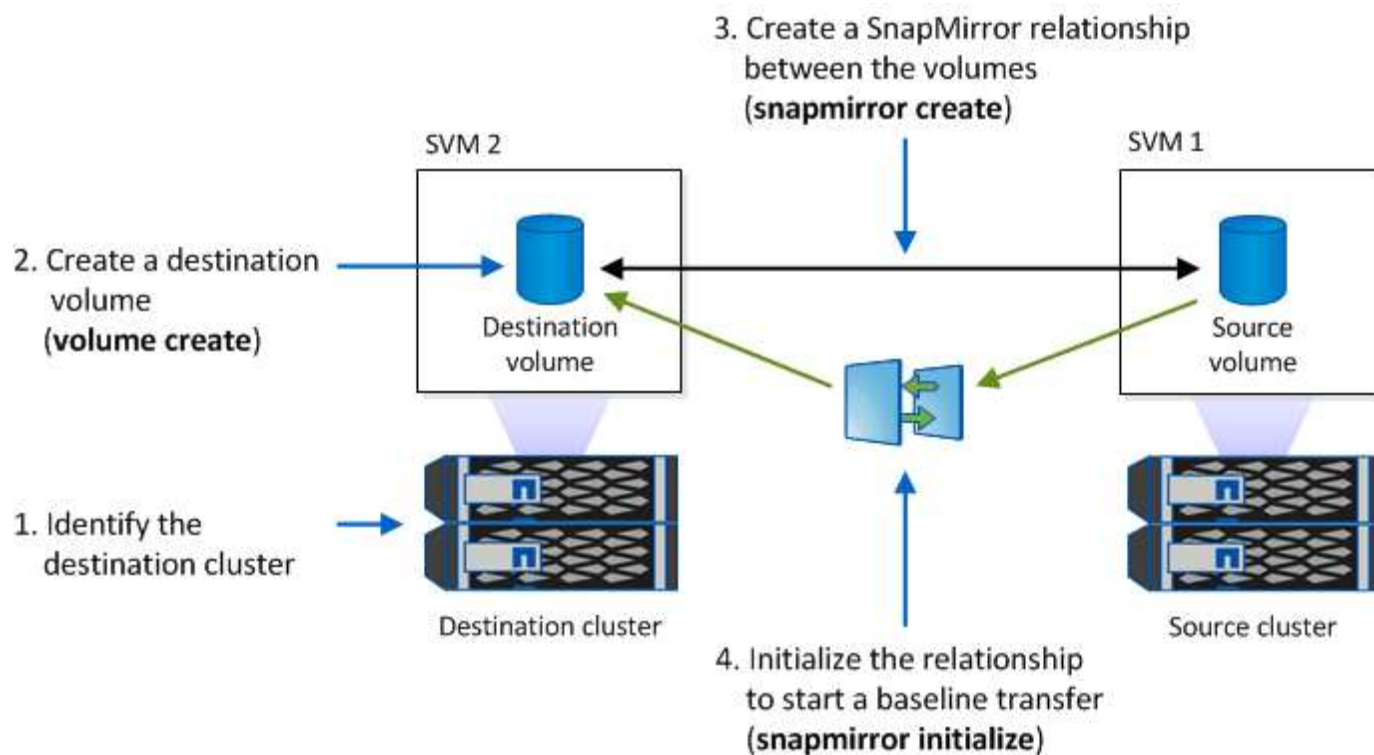 3. Create a SnapMirror relationship
between the volumes
(snapmirror create)
SVM 2
SVM 1
2. Create a destination
volume
(volume create)
Destination
volume
Source
volume
1. Identify the
destination cluster
Destination cluster
Source cluster
4. Initialize the relationship
to start a baseline transfer
(snapmirror initialize)